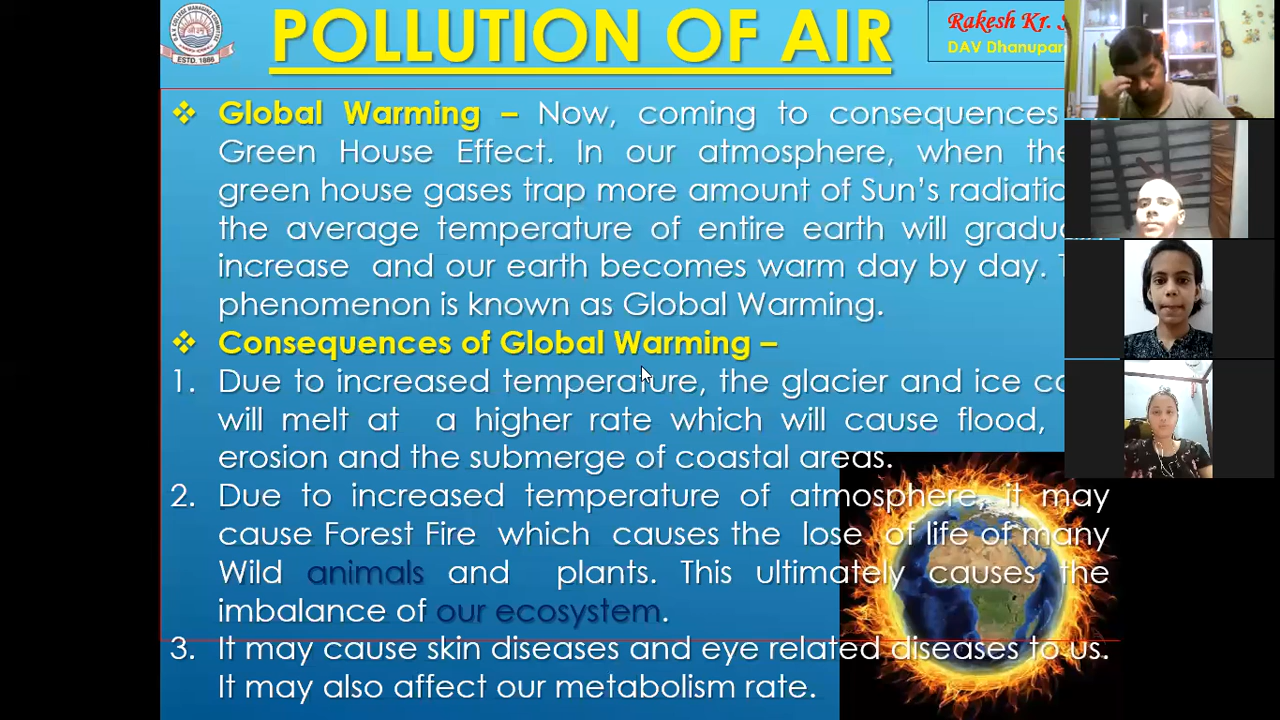 POLLUTION OF AIR
Rakesh Kr.
DAV
ESTD. 1886
❖ Global Warming – Now, coming to consequences
Green House Effect. In our atmosphere, when
green house gases trap more amount of Sun's
the average temperature of entire earth will
increase and our earth becomes warm day by day.
phenomenon is known as Global Warming.
❖ Consequences of Global Warming –
1. Due to increased temperature, the glacier and ice
will melt at a higher rate which will cause flood,
erosion and the submerge of coastal areas.
2. Due to increased temperature of atmosphere, it may
cause Forest Fire which causes the lose of life of many
Wild animals and plants. This ultimately causes the
imbalance of our ecosystem.
3. It may cause skin diseases and eye related diseases to us.
It may also affect our metabolism rate.